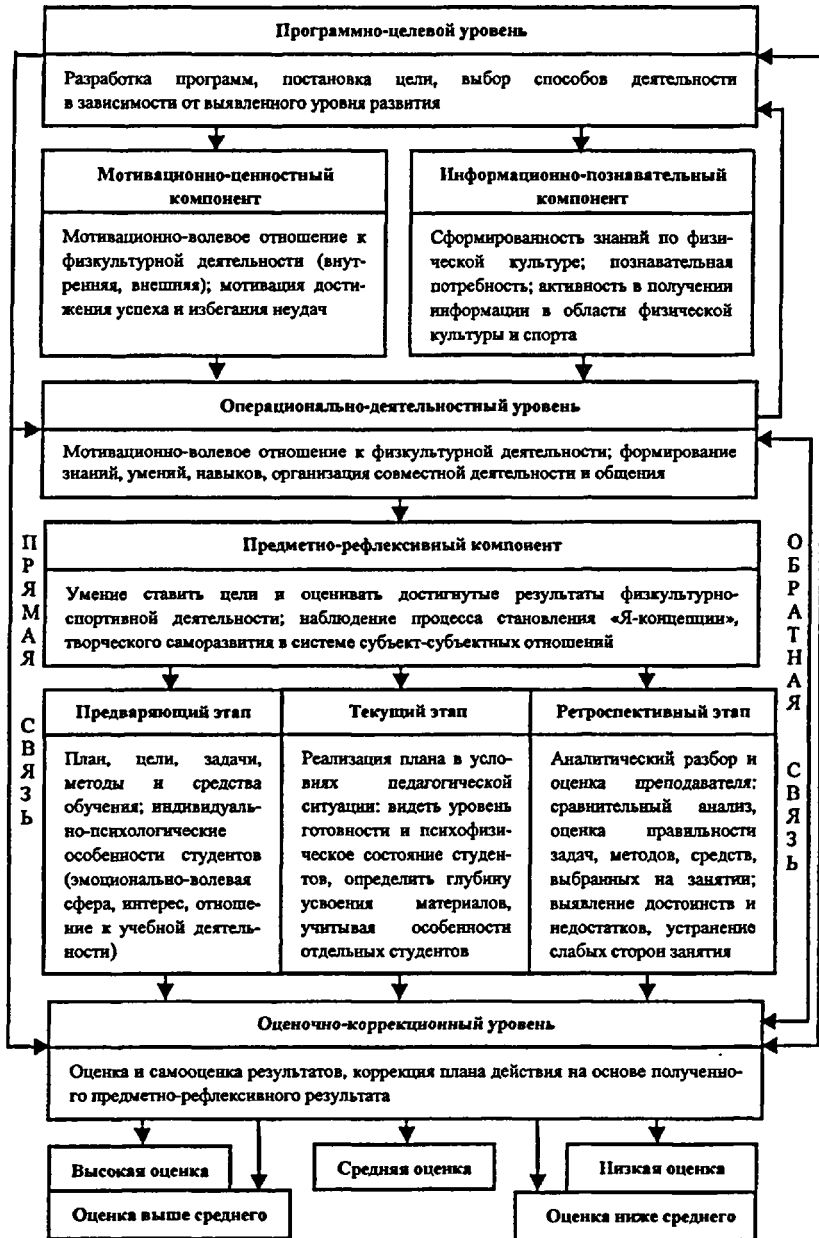 Программно-целевой уровень
Разработка программ, постановка цели, выбор способов деятельности
в зависимости от выявленного уровня развития
Мотивационно-ценностный
компонент
Мотивационно-волевое отношение к
физкультурной деятельности (внут-
ренняя, внешняя); мотивация дости-
жения успеха и избегания неудач
Информационно-познавательный
компонент
Сформированность знаний по физи-
ческой культуре; познавательная
потребность; активность в получении
информации в области физической
культуры и спорта
Операционально-деятельностный уровень
Мотивационно-волевое отношение к физкультурной деятельности; формирование
знаний, умений, навыков, организация совместной деятельности и общения
ПРЯМАЯ СВЯЗЬ
Предметно-рефлексивный компонент
Умение ставить цели и оценивать достигнутые результаты физкультурно-
спортивной деятельности; наблюдение процесса становления «Я-концепции»,
творческого саморазвития в системе субъект-субъектных отношений
ОБРАТНАЯ СВЯЗЬ
Предваряющий этап
План, цели, задачи,
методы и средства
обучения; индивидуаль-
но-психологические
особенности студентов
(эмоционально-волевая
сфера, интерес, отноше-
ние к учебной деятель-
ности)
Текущий этап
Реализация плана в усло-
виях педагогической
ситуации: видеть уровень
готовности и психофизи-
ческое состояние студен-
тов, определить глубину
усвоения материалов,
учитывая особенности
отдельных студентов
Ретроспективный этап
Аналитический разбор и
оценка преподавателя;
сравнительный анализ,
оценка правильности
задач, методов, средств,
выбранных на занятии;
выявление достоинств и
недостатков, устранение
слабых сторон занятия
Оценочно-коррекционный уровень
Оценка и самооценка результатов, коррекция плана действия на основе полученно-
го предметно-рефлексивного результата
Высокая оценка
Средняя оценка
Низкая оценка
Оценка выше среднего
Оценка ниже среднего